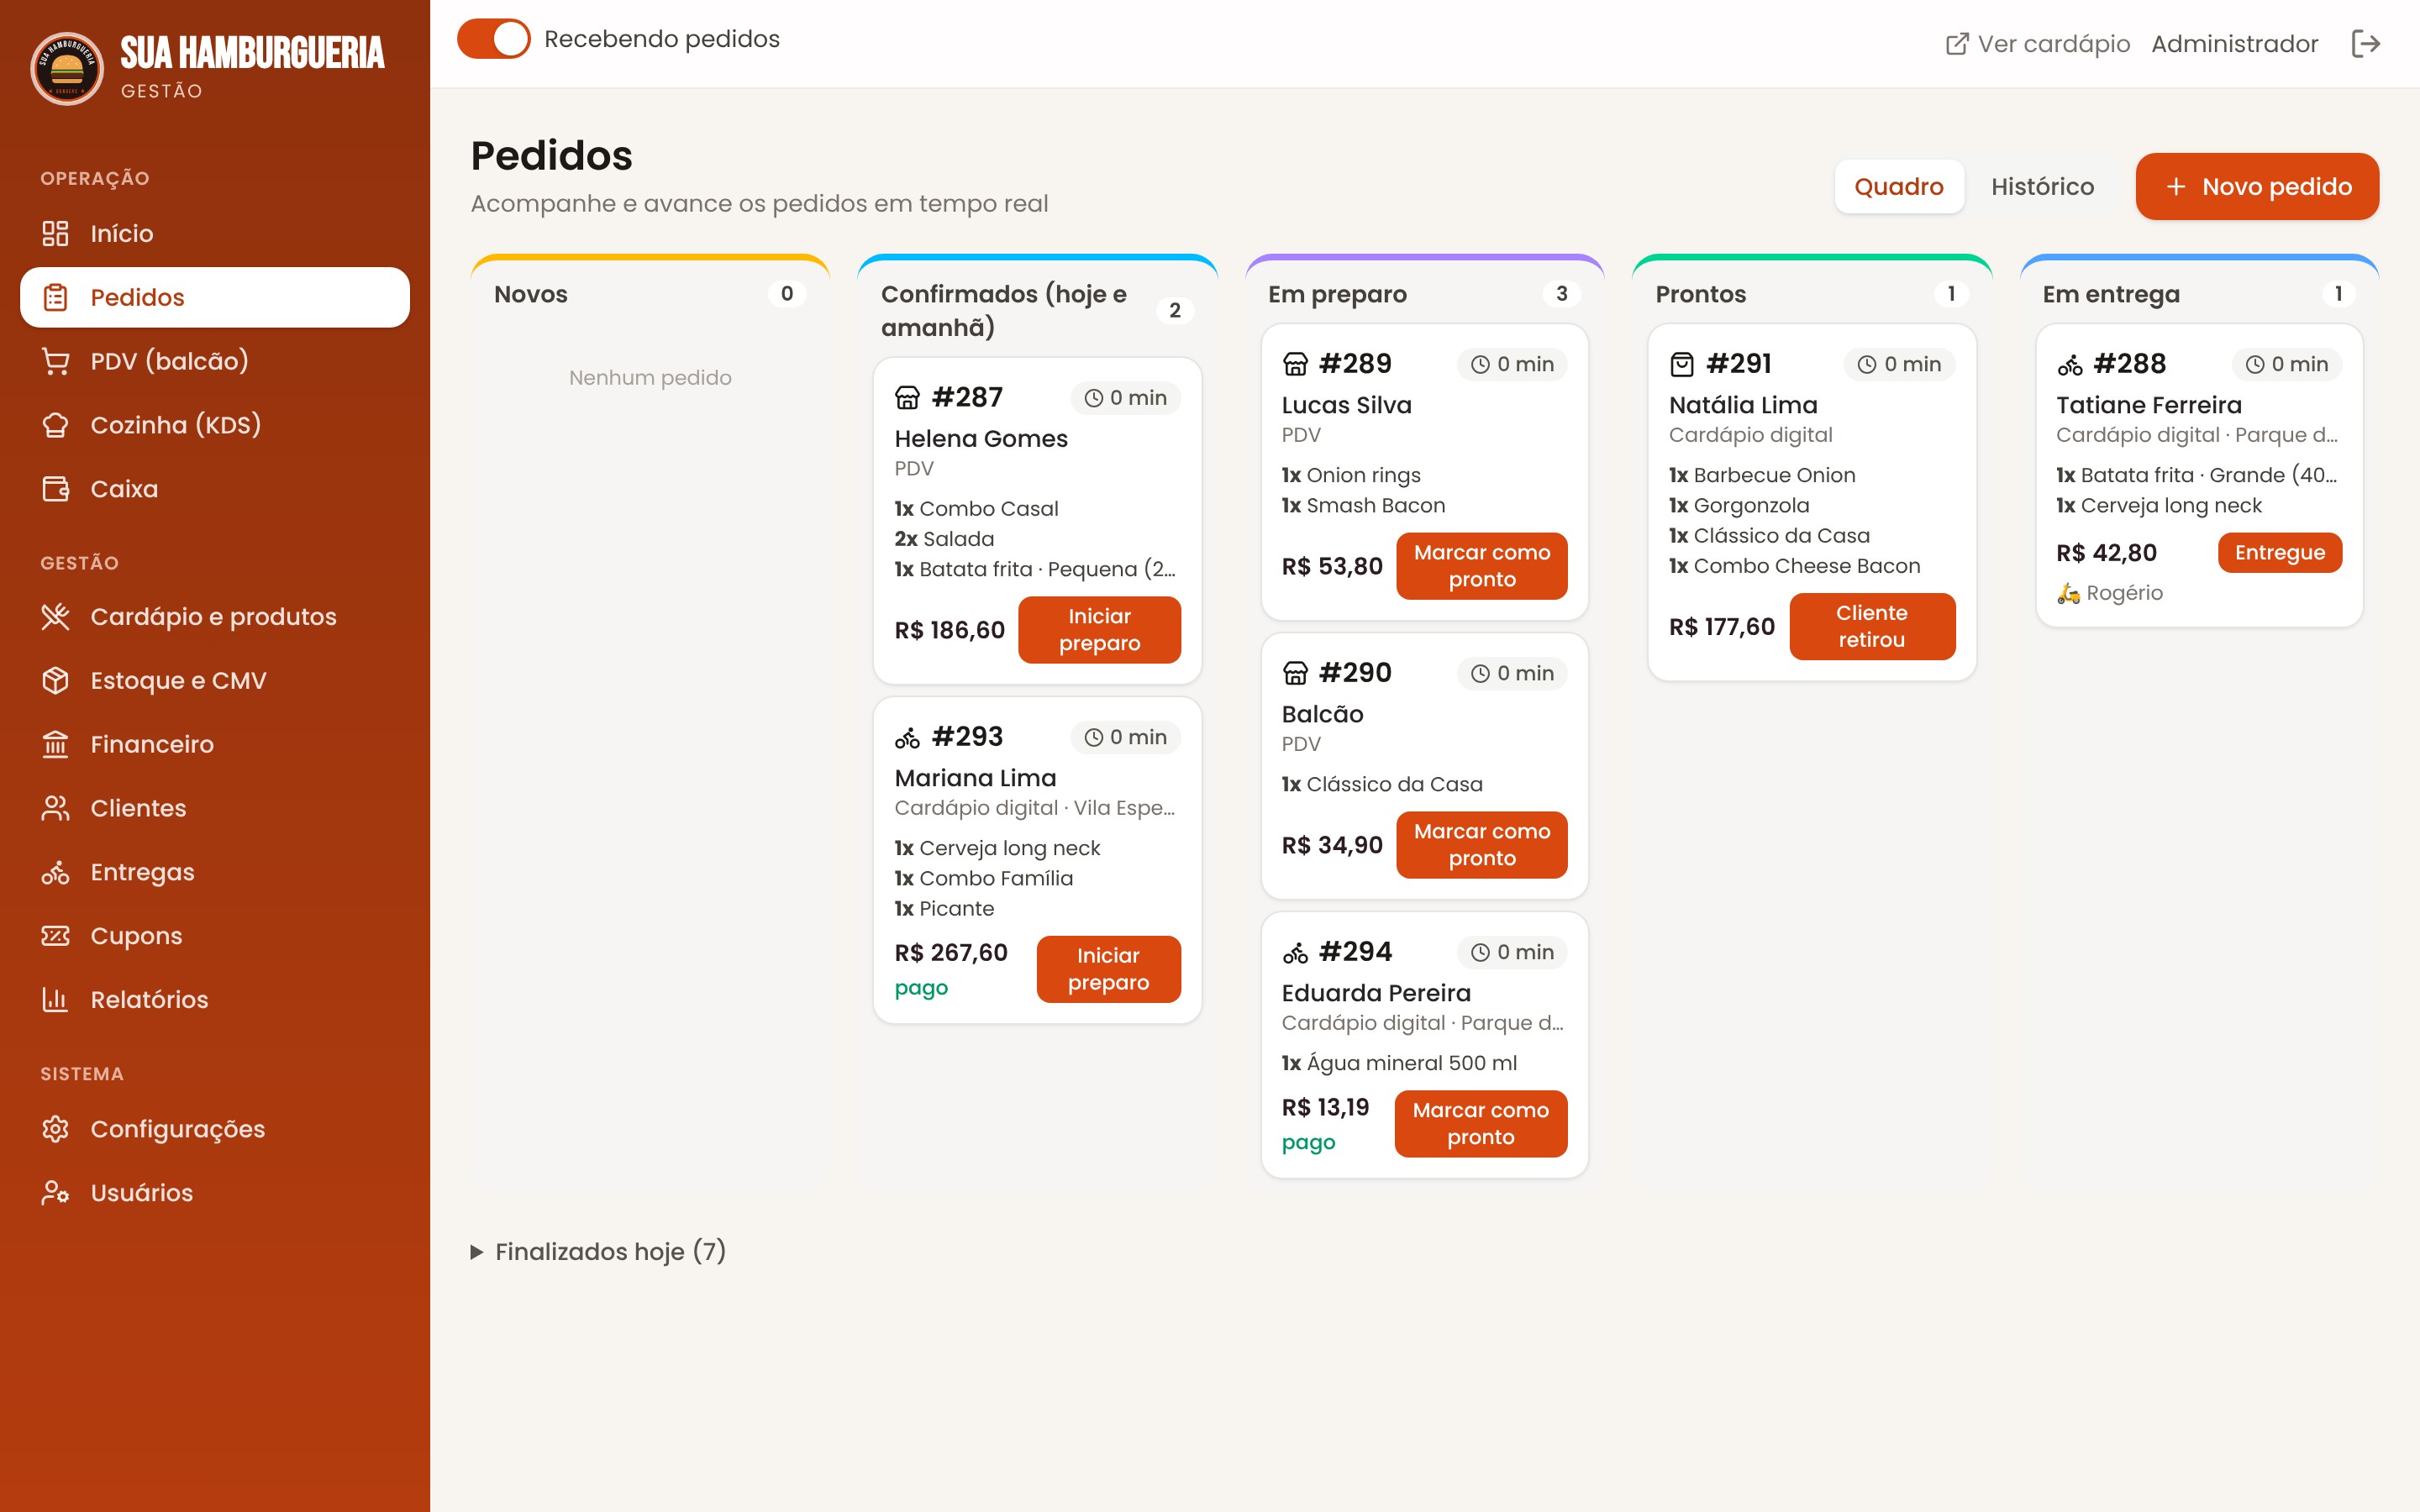 SUA HAMBURGUERIA
SUA HAMBURGUERIA
GESTÃO
OPERAÇÃO
Início
Pedidos
PDV (balcão)
Cozinha (KDS)
Caixa
GESTÃO
Cardápio e produtos
Estoque e CMV
Financeiro
Clientes
Entregas
Cupons
Relatórios
SISTEMA
Configurações
Usuários
Recebendo pedidos
Ver cardápio
Administrador
Pedidos
Acompanhe e avance os pedidos em tempo real
Quadro
Histórico
+ Novo pedido
Novos
0
Nenhum pedido
Confirmados (hoje e
amanhã)
2
#287
0 min
Helena Gomes
PDV
1x Combo Casal
2x Salada
1x Batata frita · Pequena (2...
R$ 186,60
Iniciar
preparo
#293
0 min
Mariana Lima
Cardápio digital · Vila Espe...
1x Cerveja long neck
1x Combo Família
1x Picante
R$ 267,60
pago
Iniciar
preparo
Em preparo
3
#289
0 min
Lucas Silva
PDV
1x Onion rings
1x Smash Bacon
R$ 53,80
Marcar como
pronto
#290
0 min
Balcão
PDV
1x Clássico da Casa
R$ 34,90
Marcar como
pronto
#294
0 min
Eduarda Pereira
Cardápio digital · Parque d...
1x Água mineral 500 ml
R$ 13,19
pago
Marcar como
pronto
Prontos
1
#291
0 min
Natália Lima
Cardápio digital
1x Barbecue Onion
1x Gorgonzola
1x Clássico da Casa
1x Combo Cheese Bacon
R$ 177,60
Cliente
retirou
Em entrega
1
#288
0 min
Tatiane Ferreira
Cardápio digital · Parque d...
1x Batata frita · Grande (40...
1x Cerveja long neck
R$ 42,80
Entregue
Rogério
Finalizados hoje (7)